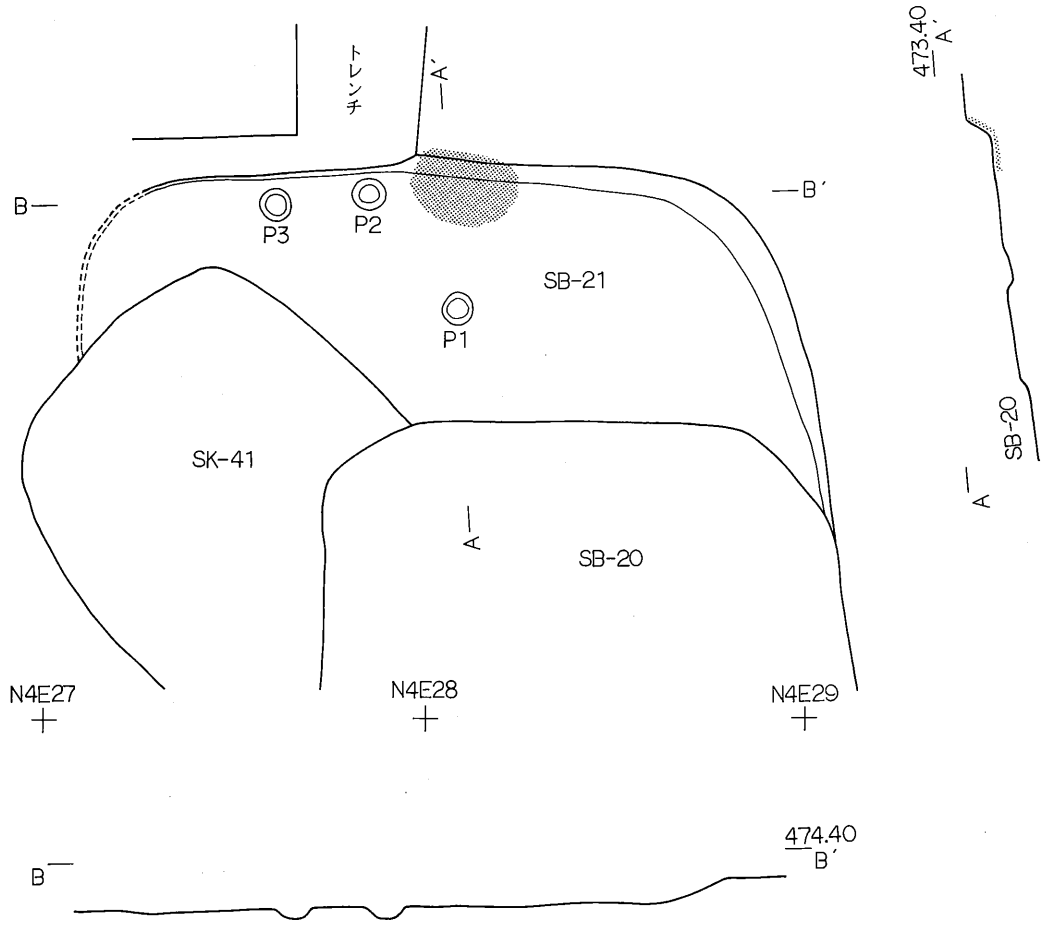 トレンチ
A'
473.40
A'
B
B'
P3
P2
SB-21
P1
SB-20
A
SK-41
A
SB-20
N4E27
N4E28
N4E29
474.40
B
B'